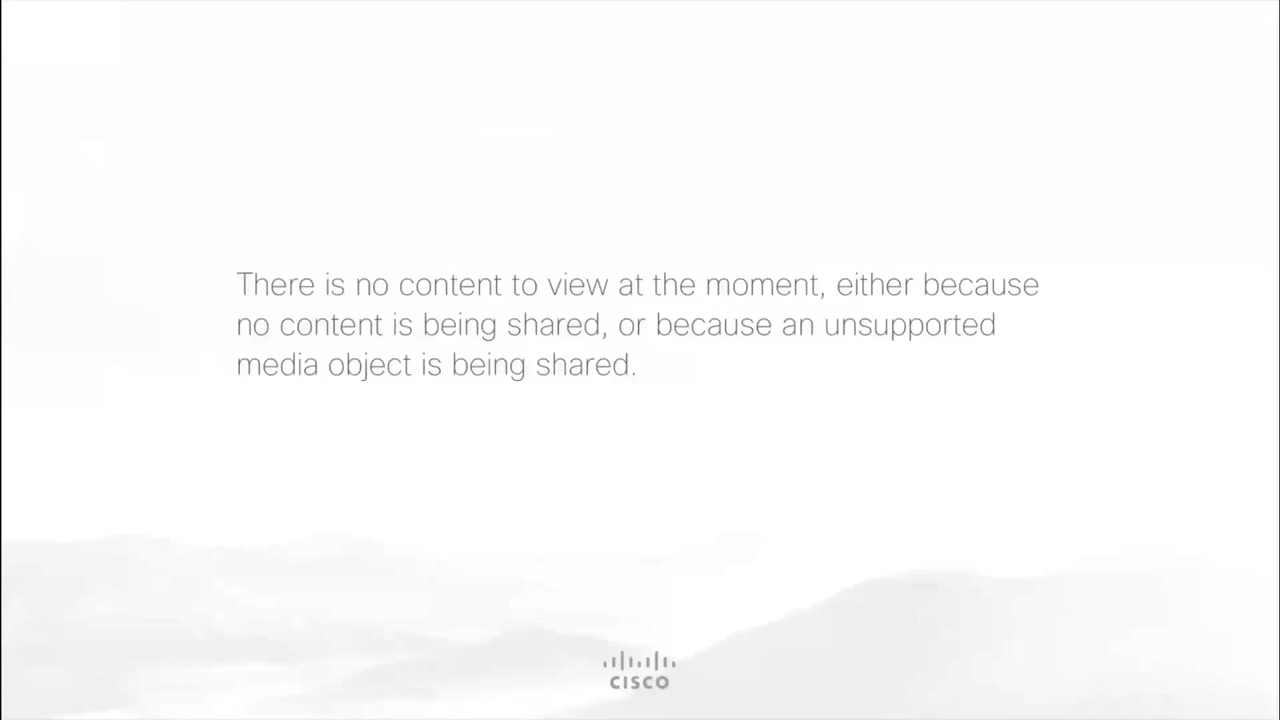 There is no content to view at the moment, either because
no content is being shared, or because an unsupported
media object is being shared.
CISCO